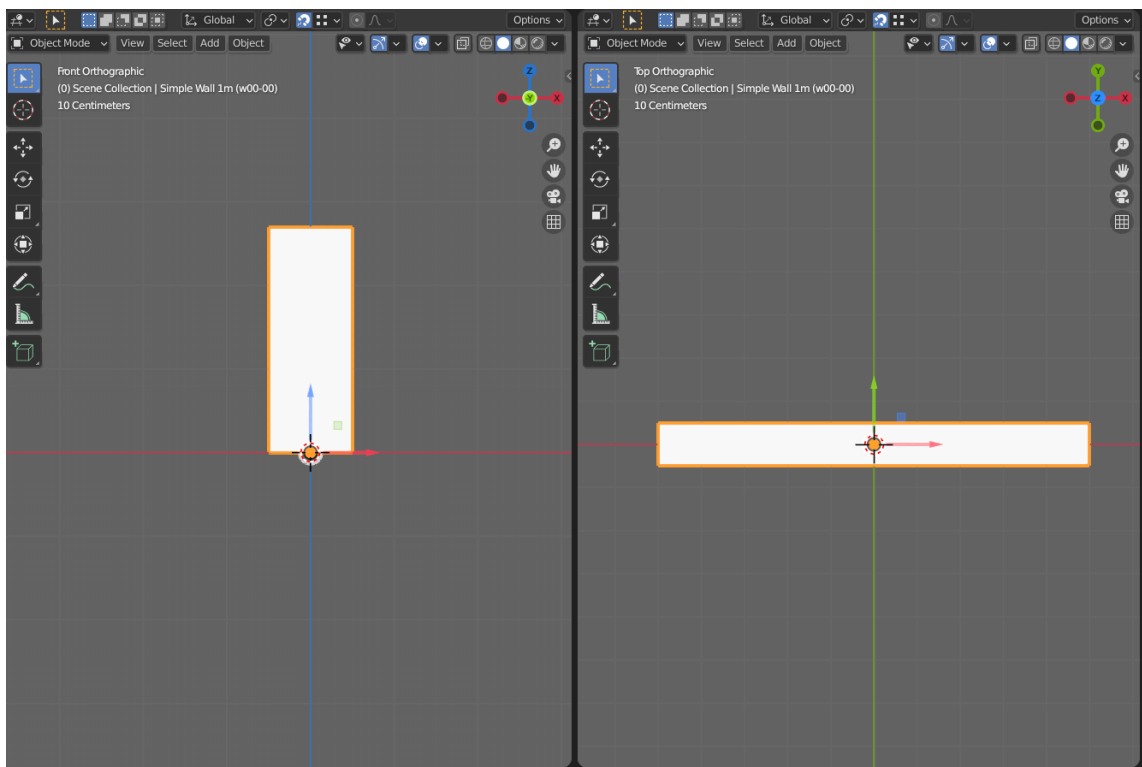 Global
Options
Object Mode View Select Add Object
Front Orthographic
(0) Scene Collection | Simple Wall 1m (w00-00)
10 Centimeters
Z
-Y
X
Global
Options
Object Mode View Select Add Object
Top Orthographic
(0) Scene Collection | Simple Wall 1m (w00-00)
10 Centimeters
Y
Z
X